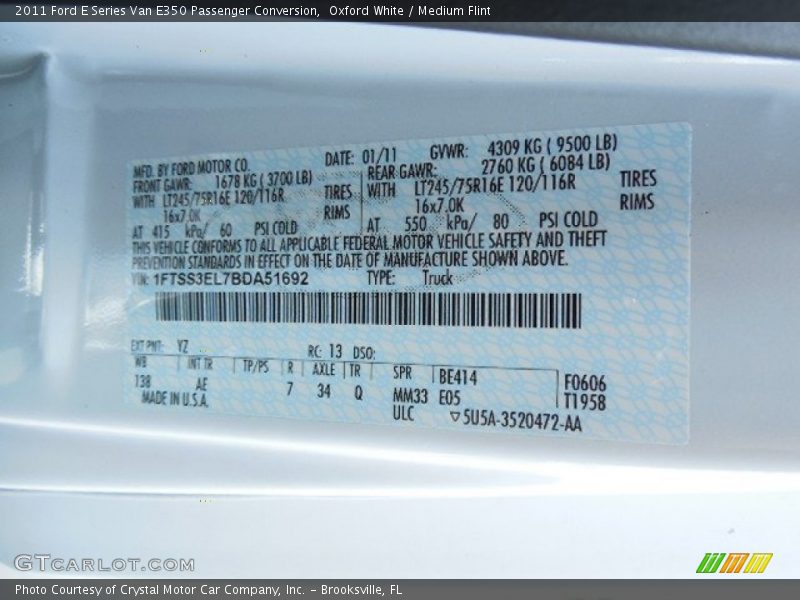 2011 Ford E Series Van E350 Passenger Conversion, Oxford White / Medium Flint
MFD. BY FORD MOTOR CO. DATE: 01/11 GVWR: 4309 KG ( 9500 LB)
FRONT GAWR: 1678 KG ( 3700 LB) REAR GAWR: 2760 KG ( 6084 LB)
WITH LT245/75R16E 120/116R TIRES WITH LT245/75R16E 120/116R TIRES
16x7.0K RIMS 16x7.0K RIMS
AT 415 kPa/ 60 PSI COLD AT 550 kPa/ 80 PSI COLD
THIS VEHICLE CONFORMS TO ALL APPLICABLE FEDERAL MOTOR VEHICLE SAFETY AND THEFT
PREVENTION STANDARDS IN EFFECT ON THE DATE OF MANUFACTURE SHOWN ABOVE.
VIN: 1FTSS3EL7BDA51692 TYPE: Truck
EXT PNT: YZ RC: 13 DSO:
WB INT TR TP/PS R AXLE TR SPR BE414 F0606
138 AE 7 34 Q MM33 E05 T1958
MADE IN U.S.A. ULC ▽5U5A-3520472-AA
GTCARLOT.COM
Photo Courtesy of Crystal Motor Car Company, Inc. – Brooksville, FL